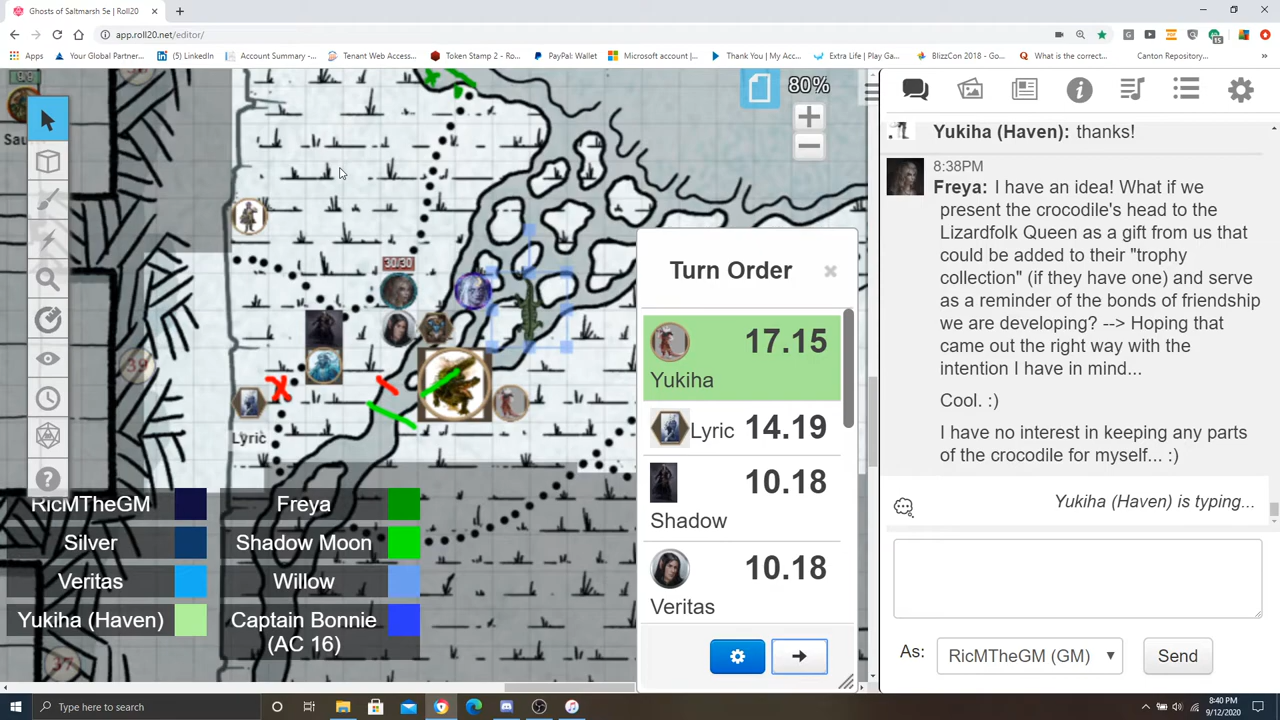 Ghosts of Saltmarsh 5e | Roll20
app.roll20.net/editor/
Apps
Your Global Partner...
(5) LinkedIn
Account Summary -...
Tenant Web Access...
Token Stamp 2 - Ro...
PayPal: Wallet
Microsoft account |...
Thank You | My Acc...
Extra Life | Play Ga...
BlizzCon 2018 - Ho...
What is the correct...
Canton Repository...
9/9
Sau
80%
Yukiha (Haven): thanks!
8:38PM
Freya: I have an idea! What if we
present the crocodile's head to the
Lizardfolk Queen as a gift from us that
could be added to their "trophy
collection" (if they have one) and serve
as a reminder of the bonds of friendship
we are developing? --> Hoping that
came out the right way with the
intention I have in mind...
Cool. :)
I have no interest in keeping any parts
of the crocodile for myself... :)
Yukiha (Haven) is typing...
As:
RicMTheGM (GM)
Send
30/30
39
Lyric
37
Turn Order
17.15
Yukiha
Lyric 14.19
10.18
Shadow
10.18
Veritas
RicMTheGM
Freya
Silver
Shadow Moon
Veritas
Willow
Yukiha (Haven)
Captain Bonnie
(AC 16)
Type here to search
8:40 PM
9/12/2020